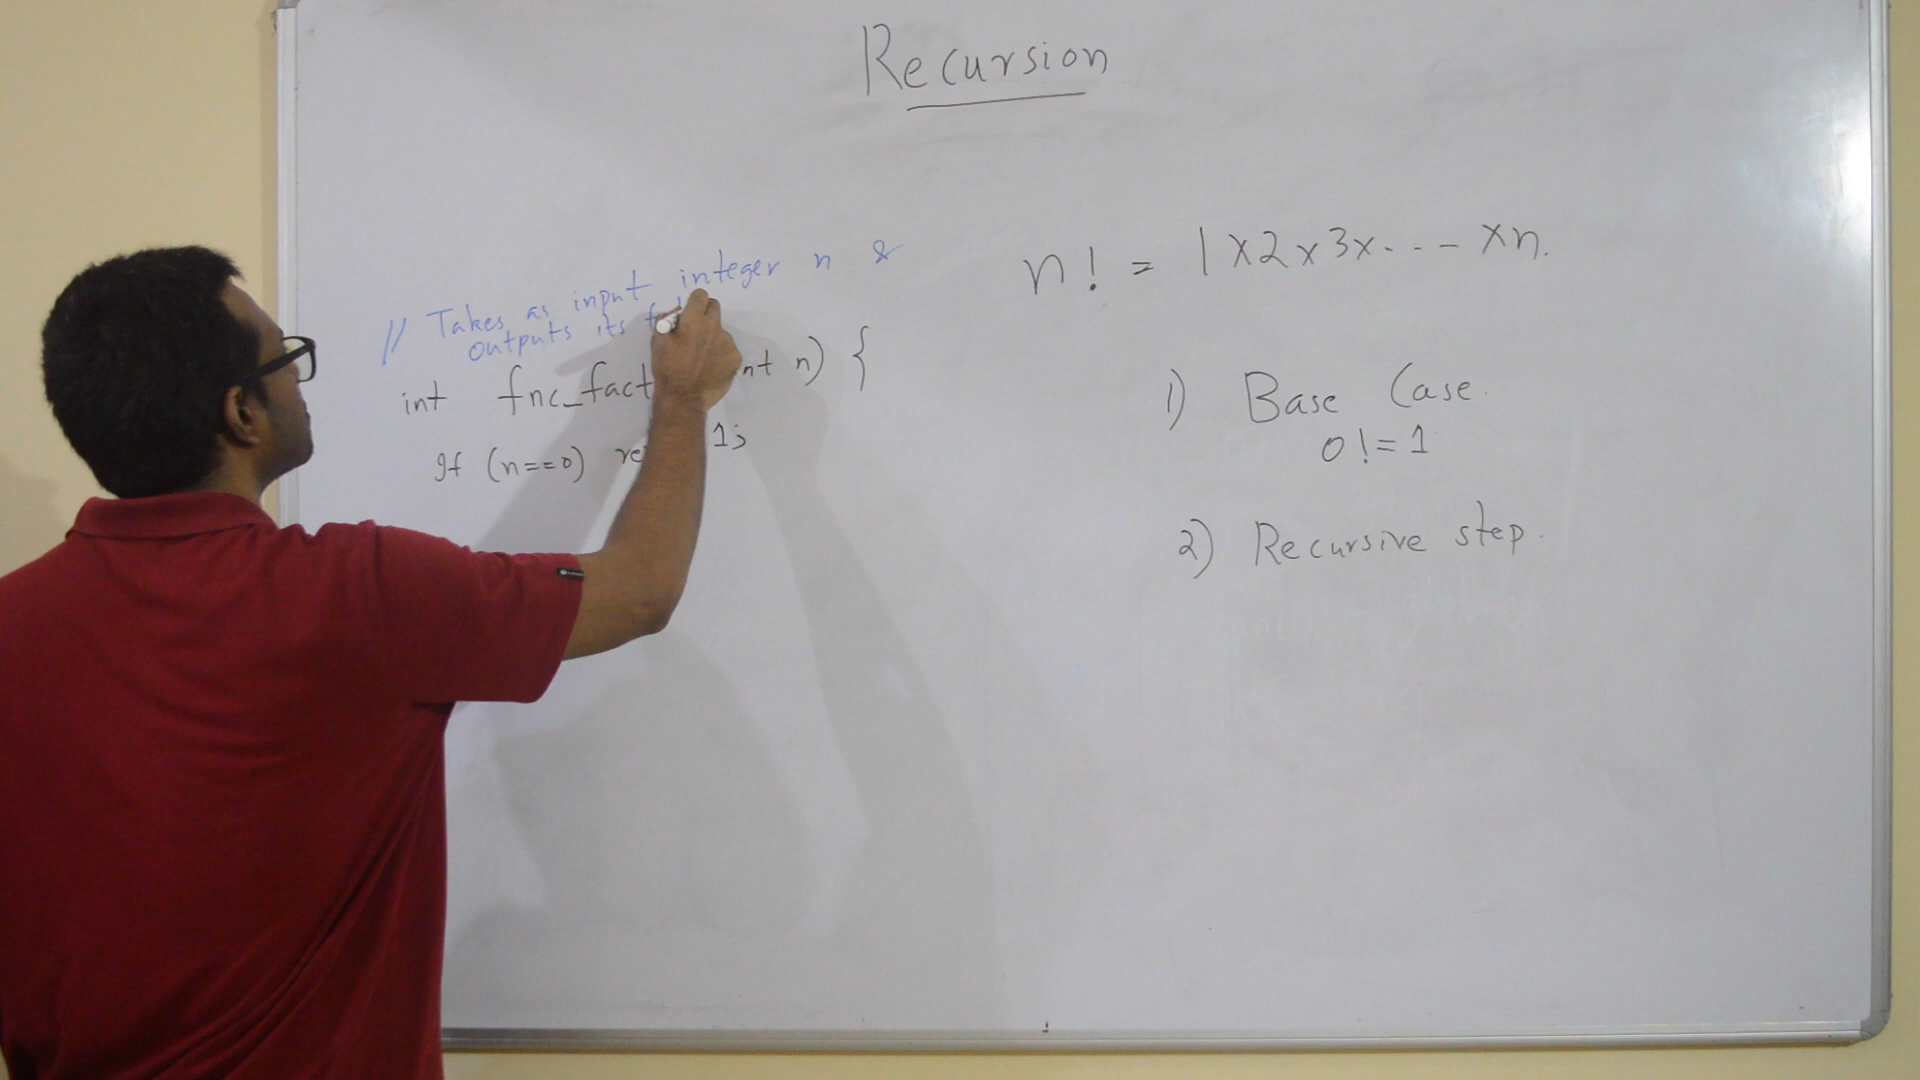 Recursion
// Takes as input integer n &
outputs its
int fnc_fact nt n) {
If (n==0) re 1;
n! = 1x2x3x.--- xn.
1) Base Case.
0!=1
2) Recursive step.